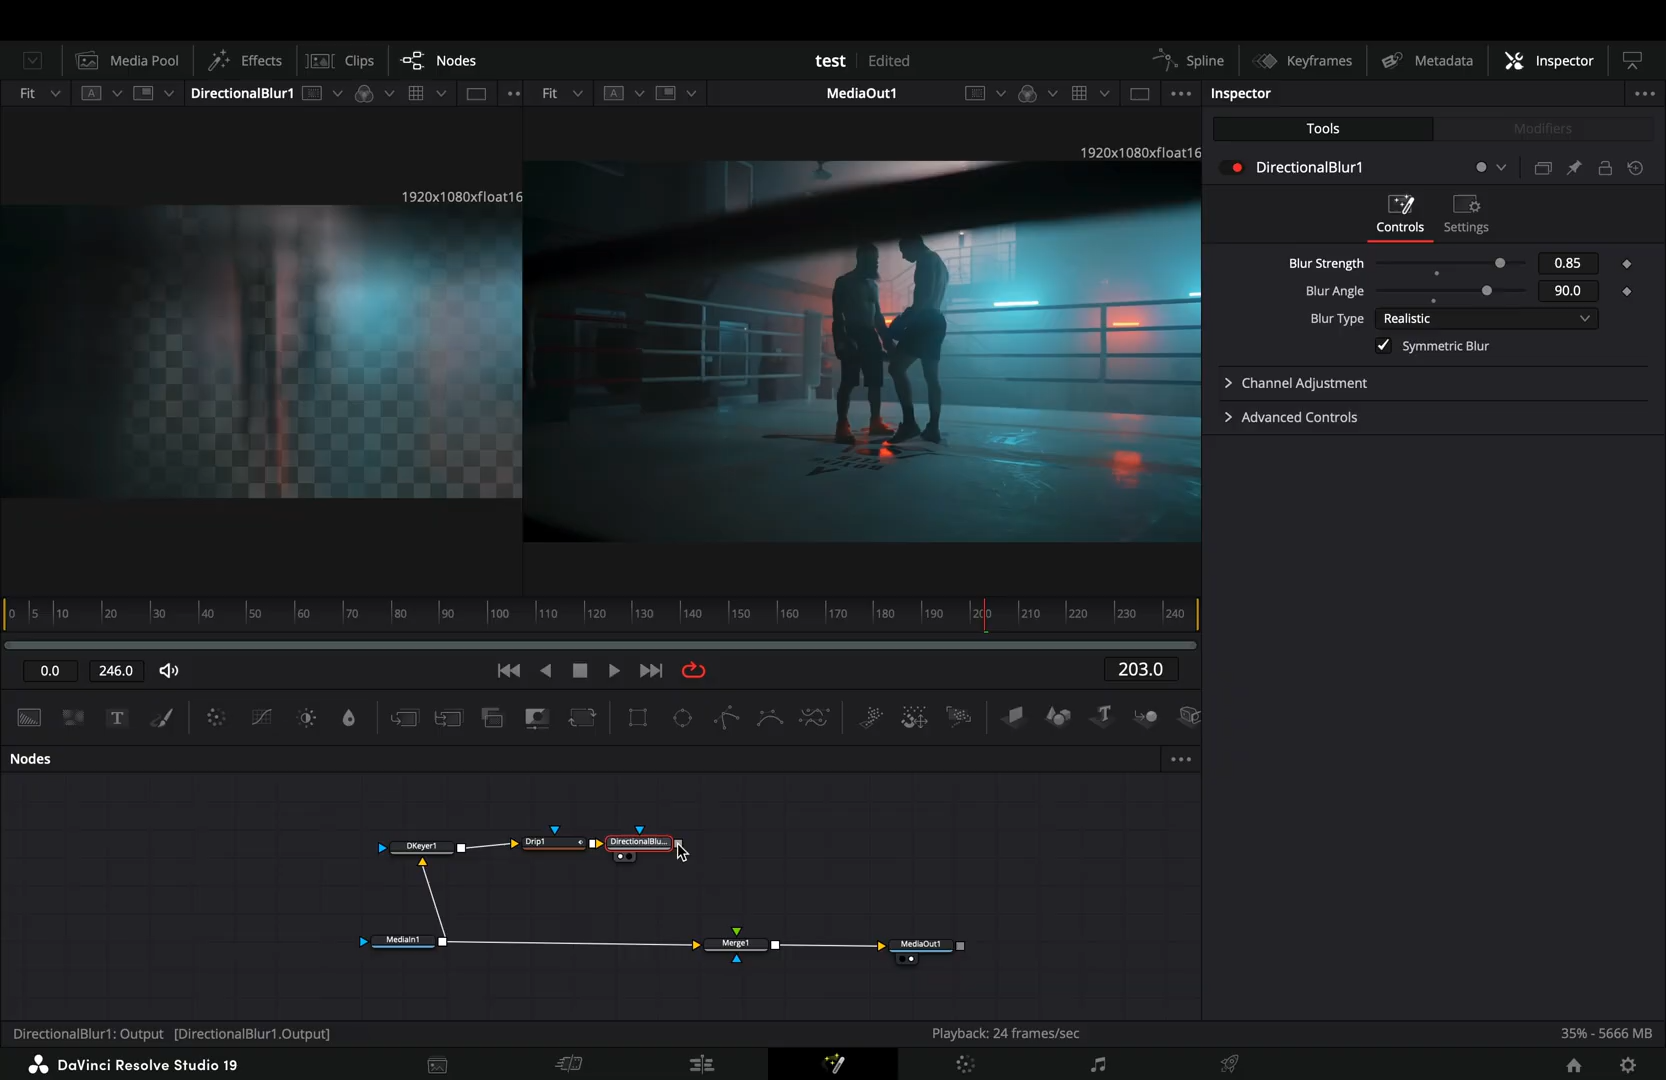 Media Pool Effects Clips Nodes test Edited Spline Keyframes Metadata Inspector
Fit A DirectionalBlur1 Fit A MediaOut1 Inspector
Tools Modifiers
1920x1080xfloat16
1920x1080xfloat16
DirectionalBlur1
Controls Settings
Blur Strength 0.85
Blur Angle 90.0
Blur Type Realistic
Symmetric Blur
Channel Adjustment
Advanced Controls
0 5 10 20 30 40 50 60 70 80 90 100 110 120 130 140 150 160 170 180 190 200 210 220 230 240
0.0 246.0 203.0
T T
Nodes
DKeyer1 Drip1 DirectionalBlu...
MediaIn1 Merge1 MediaOut1
DirectionalBlur1: Output [DirectionalBlur1.Output] Playback: 24 frames/sec 35% - 5666 MB
DaVinci Resolve Studio 19